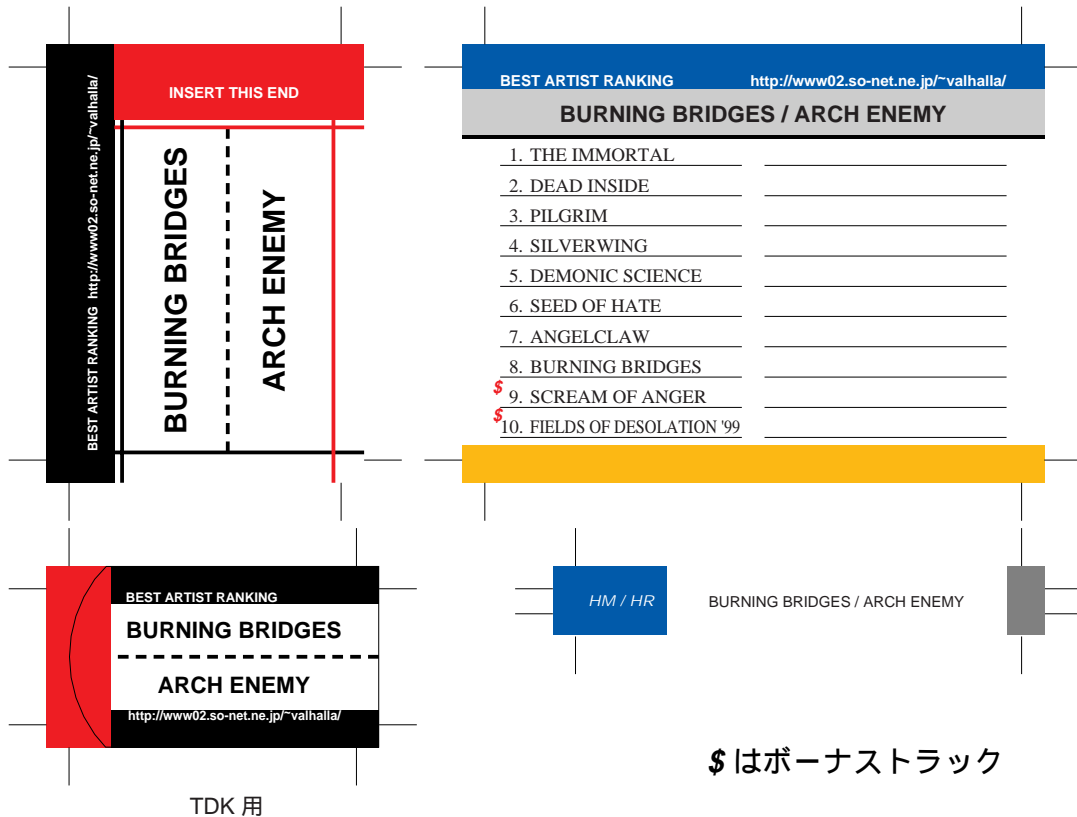 BEST ARTIST RANKING http://www02.so-net.ne.jp/~valhalla/
INSERT THIS END
BURNING BRIDGES
ARCH ENEMY
BEST ARTIST RANKING http://www02.so-net.ne.jp/~valhalla/
BURNING BRIDGES / ARCH ENEMY
1. THE IMMORTAL
2. DEAD INSIDE
3. PILGRIM
4. SILVERWING
5. DEMONIC SCIENCE
6. SEED OF HATE
7. ANGELCLAW
8. BURNING BRIDGES
$ 9. SCREAM OF ANGER
$ 10. FIELDS OF DESOLATION '99
BEST ARTIST RANKING
BURNING BRIDGES
ARCH ENEMY
http://www02.so-net.ne.jp/~valhalla/
TDK 用
HM / HR
BURNING BRIDGES / ARCH ENEMY
$ はボーナストラック